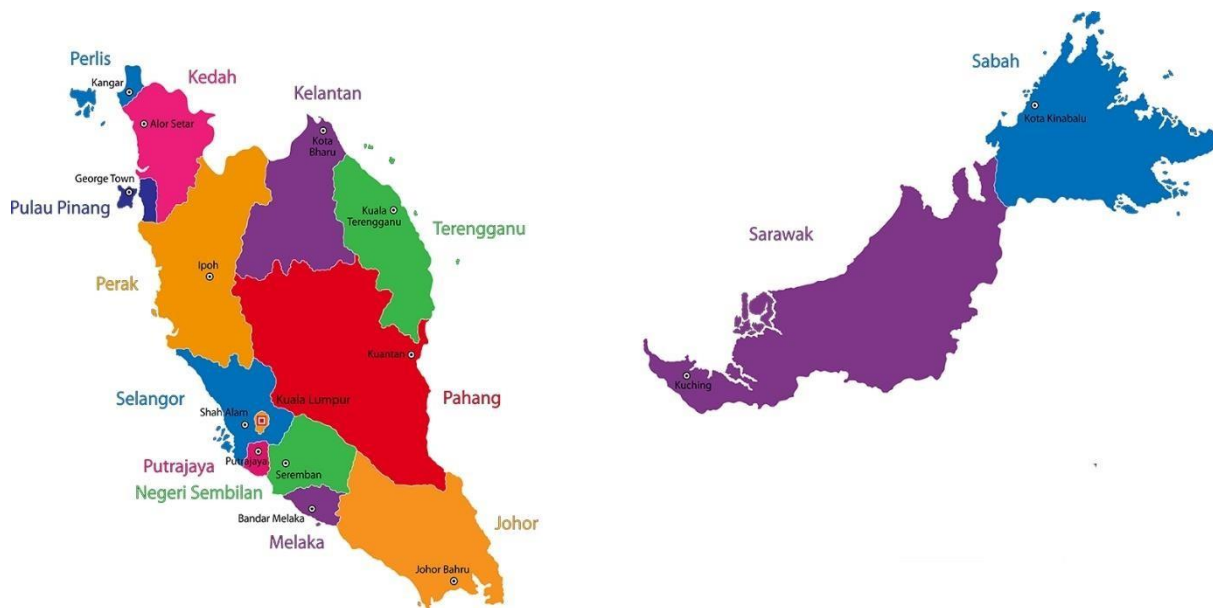 Perlis
Kangar
Kedah
Alor Setar
Kelantan
Kota
Bharu
George Town
Pulau Pinang
Kuala
Terengganu
Terengganu
Ipoh
Perak
Kuantan
Selangor
Kuala Lumpur
Pahang
Shah Alam
Putrajaya
Putrajaya
Seremban
Negeri Sembilan
Bandar Melaka
Melaka
Johor
Johor Bahru
Sabah
Kota Kinabalu
Sarawak
Kuching